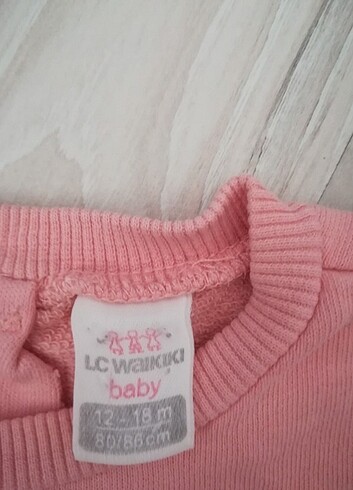 LC WAIKIKI
baby
12 - 18 m
80/86 cm